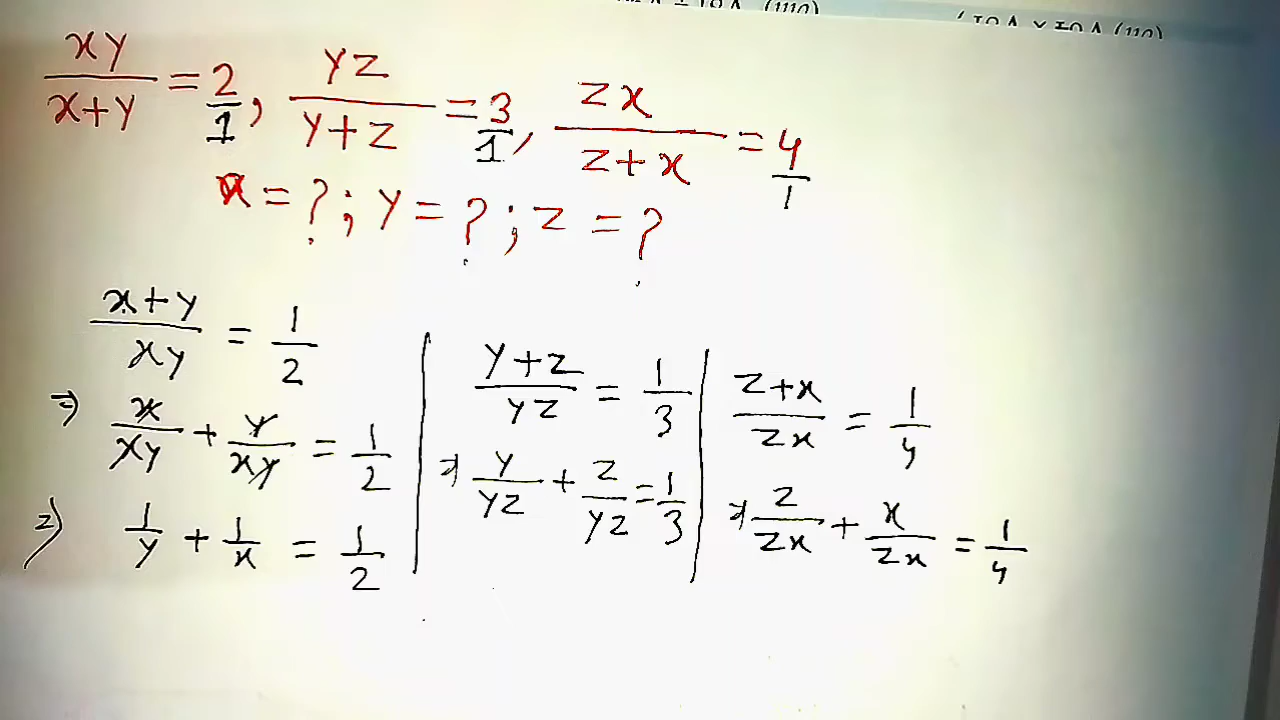 xy/(x+y) = 2/1, yz/(y+z) = 3/1, zx/(z+x) = 4/1
x = ? ; y = ? ; z = ?
(x+y)/xy = 1/2
⇒ x/xy + y/xy = 1/2
⇒ 1/y + 1/x = 1/2
(y+z)/yz = 1/3
⇒ y/yz + z/yz = 1/3
(z+x)/zx = 1/4
⇒ z/zx + x/zx = 1/4